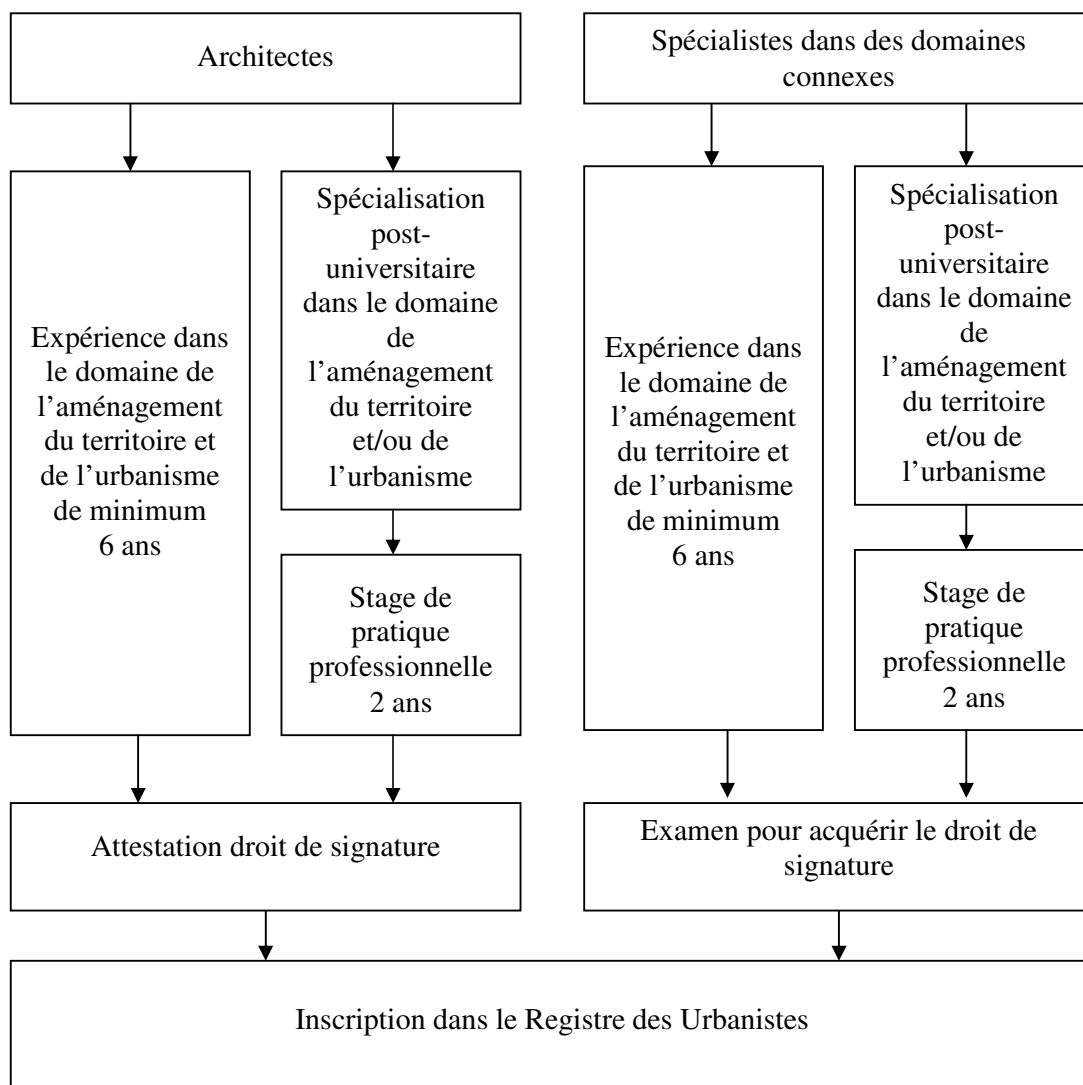 Architectes
Spécialistes dans des domaines
connexes
Expérience dans
le domaine de
l’aménagement
du territoire et
de l’urbanisme
de minimum
6 ans
Spécialisation
post-
universitaire
dans le domaine
de
l’aménagement
du territoire
et/ou de
l’urbanisme
Stage de
pratique
professionnelle
2 ans
Expérience dans
le domaine de
l’aménagement
du territoire et
de l’urbanisme
de minimum
6 ans
Spécialisation
post-
universitaire
dans le domaine
de
l’aménagement
du territoire
et/ou de
l’urbanisme
Stage de
pratique
professionnelle
2 ans
Attestation droit de signature
Examen pour acquérir le droit de
signature
Inscription dans le Registre des Urbanistes